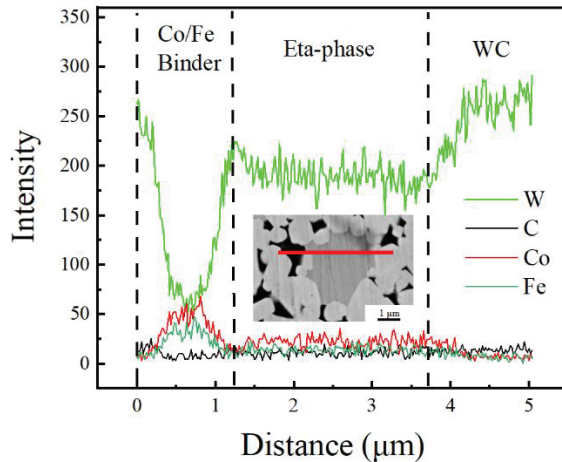 Co/Fe
Binder
Eta-phase
WC
350
300
250
200
150
100
50
0
Intensity
W
C
Co
Fe
1 μm
0
1
2
3
4
5
Distance (μm)